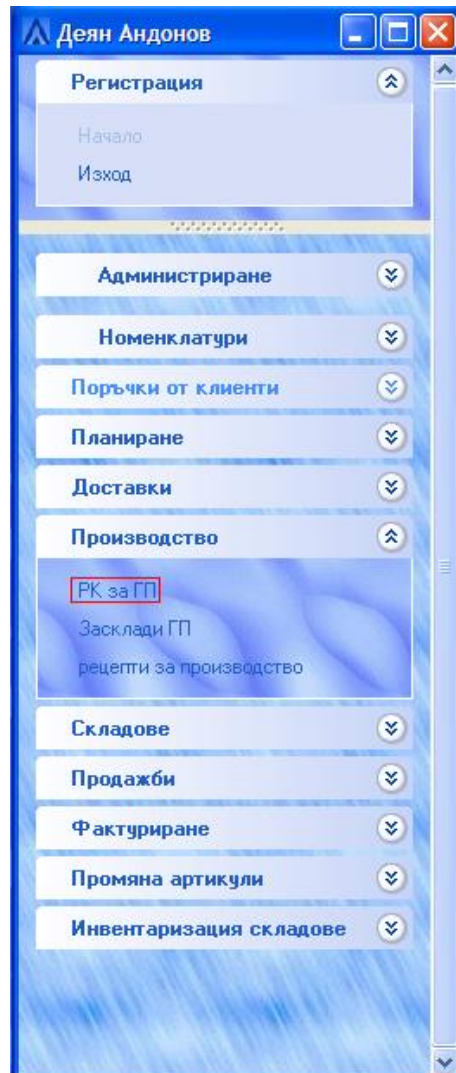 Деян Андонов
Регистрация
Начало
Изход
Администриране
Номенклатури
Поръчки от клиенти
Планиране
Доставки
Производство
РК за ГП
Засклади ГП
рецепти за производство
Складове
Продажби
Фактуриране
Промяна артикули
Инвентаризация складове